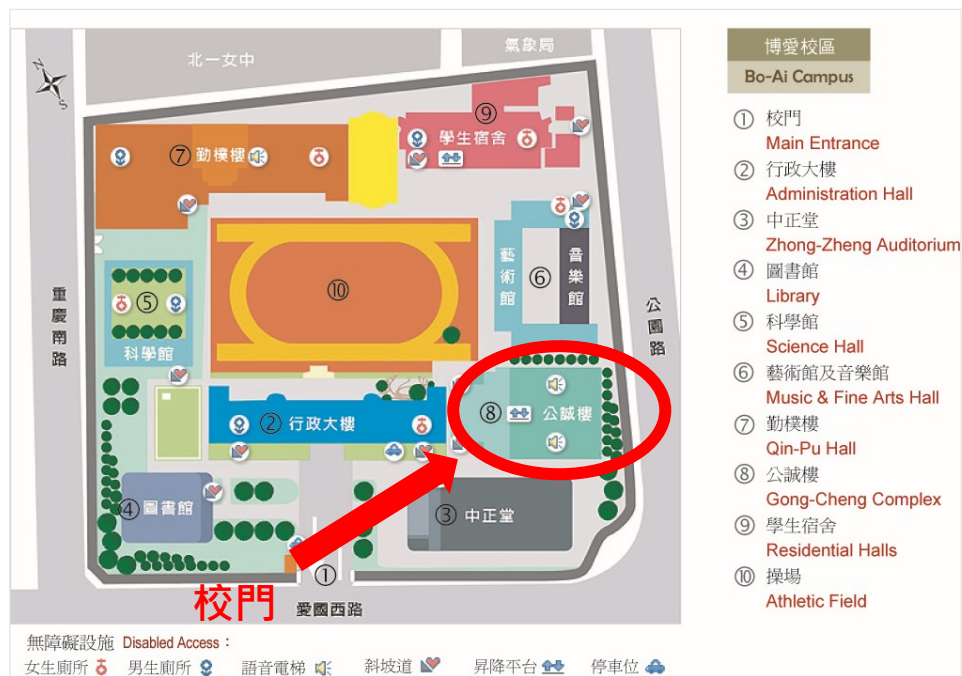 北一女中
氣象局
N
S
⑨
學生宿舍
⑦ 勤樸樓
⑩
藝術館
⑥
音樂館
⑤
科學館
重慶南路
公園路
② 行政大樓
⑧ 公誠樓
④ 圖書館
③ 中正堂
①
校門
愛國西路
博愛校區
Bo-Ai Campus
① 校門
Main Entrance
② 行政大樓
Administration Hall
③ 中正堂
Zhong-Zheng Auditorium
④ 圖書館
Library
⑤ 科學館
Science Hall
⑥ 藝術館及音樂館
Music & Fine Arts Hall
⑦ 勤樸樓
Qin-Pu Hall
⑧ 公誠樓
Gong-Cheng Complex
⑨ 學生宿舍
Residential Halls
⑩ 操場
Athletic Field
無障礙設施 Disabled Access：
女生廁所 男生廁所 語音電梯 斜坡道 昇降平台 停車位